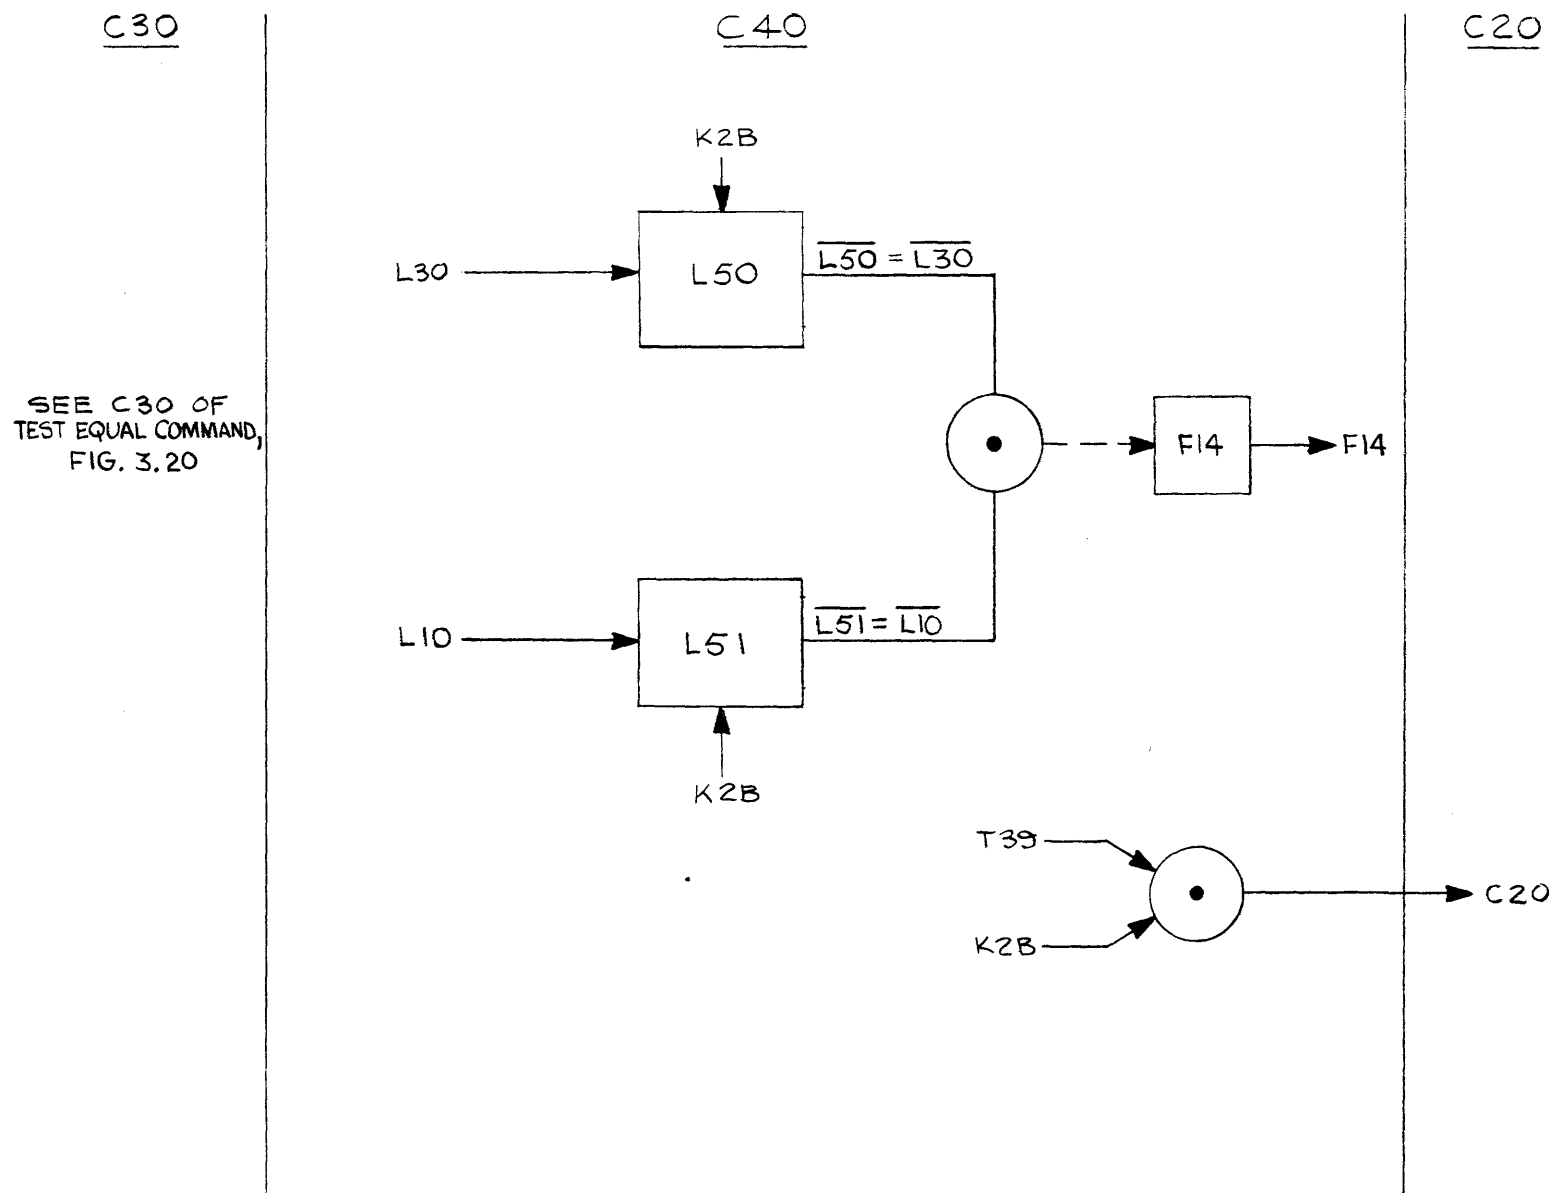 C30
C40
C20
K2B
L30
L50
L50 = L30
SEE C30 OF
TEST EQUAL COMMAND,
FIG. 3.20
F14
F14
L10
L51
L51 = L10
K2B
T39
K2B
C20